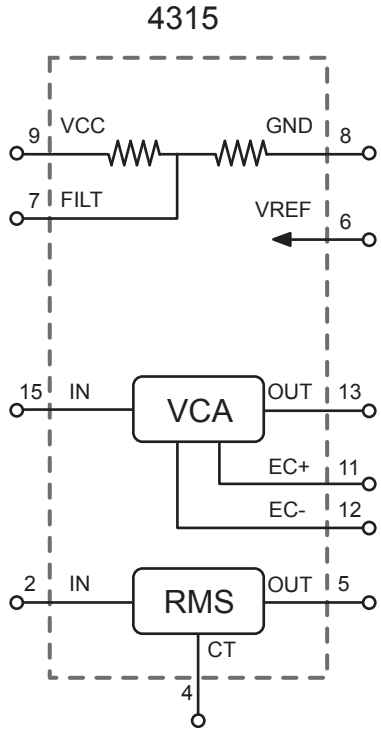 4315
9 VCC GND 8
7 FILT
VREF 6
15 IN VCA OUT 13
EC+ 11
EC- 12
2 IN RMS OUT 5
CT
4